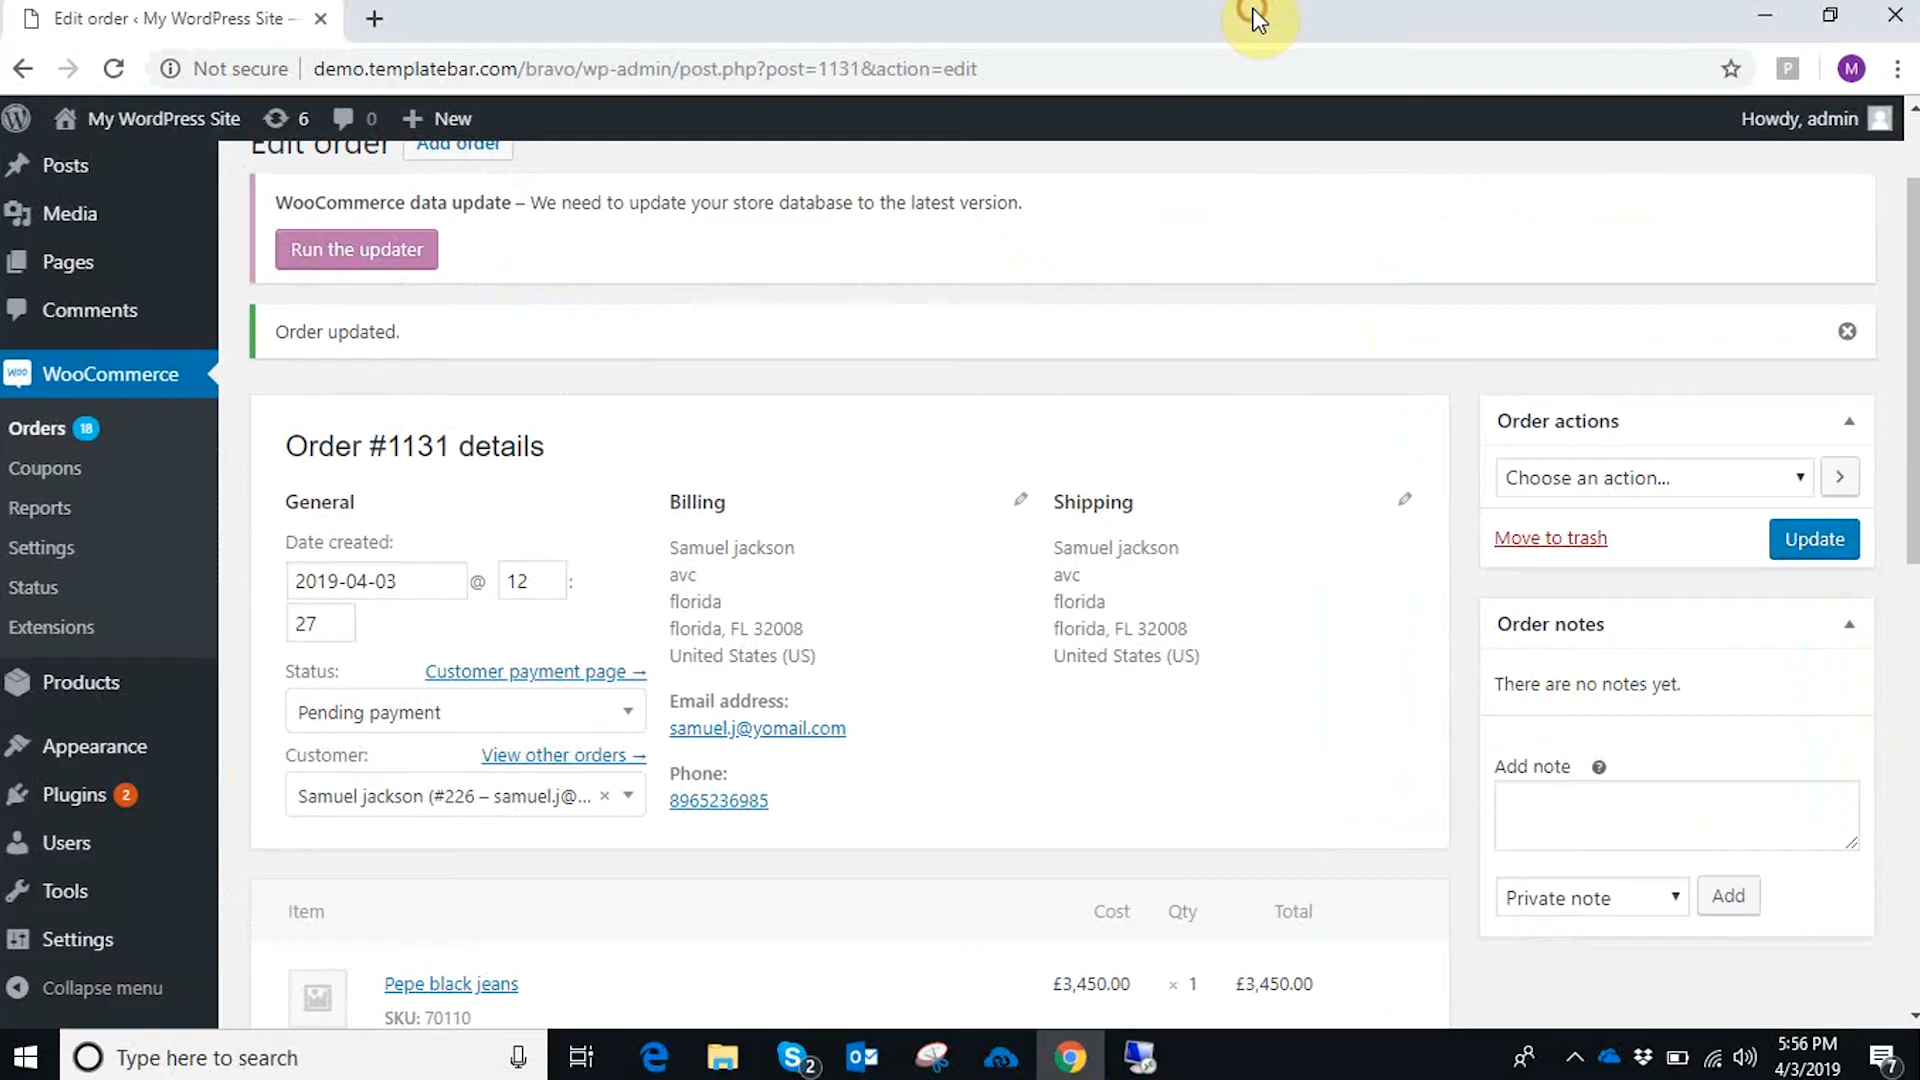 Edit order ‹ My WordPress Site —
Not secure
demo.templatebar.com/bravo/wp-admin/post.php?post=1131&action=edit
P
M
My WordPress Site
6
0
New
Howdy, admin
Posts
Media
Pages
Comments
woo
WooCommerce
Orders 18
Coupons
Reports
Settings
Status
Extensions
Products
Appearance
Plugins 2
Users
Tools
Settings
Collapse menu
Edit order
Add order
WooCommerce data update – We need to update your store database to the latest version.
Run the updater
Order updated.
Order #1131 details
General
Date created:
2019-04-03 @ 12 :
27
Status:
Customer payment page →
Pending payment
Customer:
View other orders →
Samuel jackson (#226 – samuel.j@... ×
Billing
Samuel jackson
avc
florida
florida, FL 32008
United States (US)
Email address:
samuel.j@yomail.com
Phone:
8965236985
Shipping
Samuel jackson
avc
florida
florida, FL 32008
United States (US)
Item Cost Qty Total
Pepe black jeans £3,450.00 × 1 £3,450.00
SKU: 70110
Order actions
Choose an action...
Move to trash
Update
Order notes
There are no notes yet.
Add note ?
Private note
Add
Type here to search
2
5:56 PM
4/3/2019
7